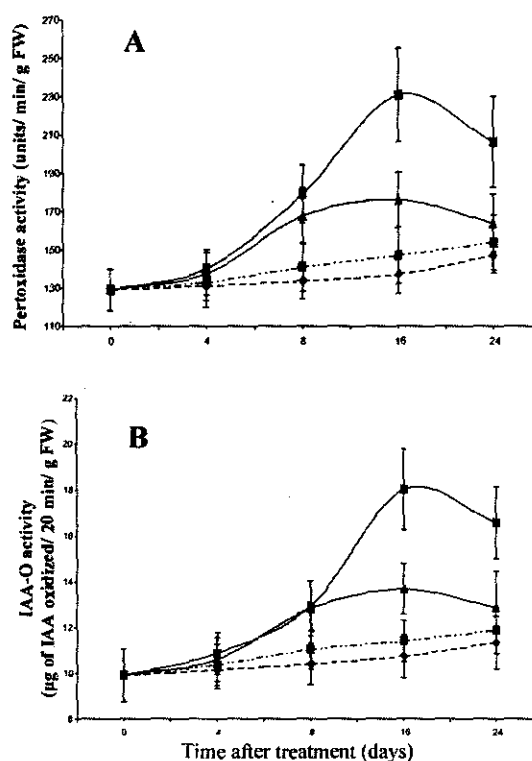 A
Pertoxidase activity (units/ min/ g FW)
270
250
230
210
190
170
150
130
110
0 4 8 16 24
B
IAA-O activity
(µg of IAA oxidized/ 20 min/ g FW)
22
20
18
16
14
12
11
10
8
0 4 8 16 24
Time after treatment (days)